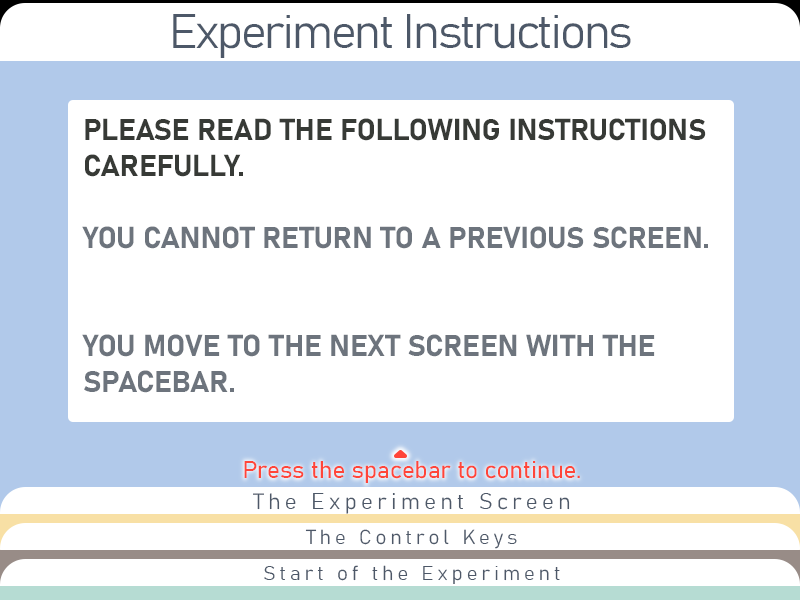 Experiment Instructions
PLEASE READ THE FOLLOWING INSTRUCTIONS
CAREFULLY.
YOU CANNOT RETURN TO A PREVIOUS SCREEN.
YOU MOVE TO THE NEXT SCREEN WITH THE
SPACEBAR.
Press the spacebar to continue.
The Experiment Screen
The Control Keys
Start of the Experiment